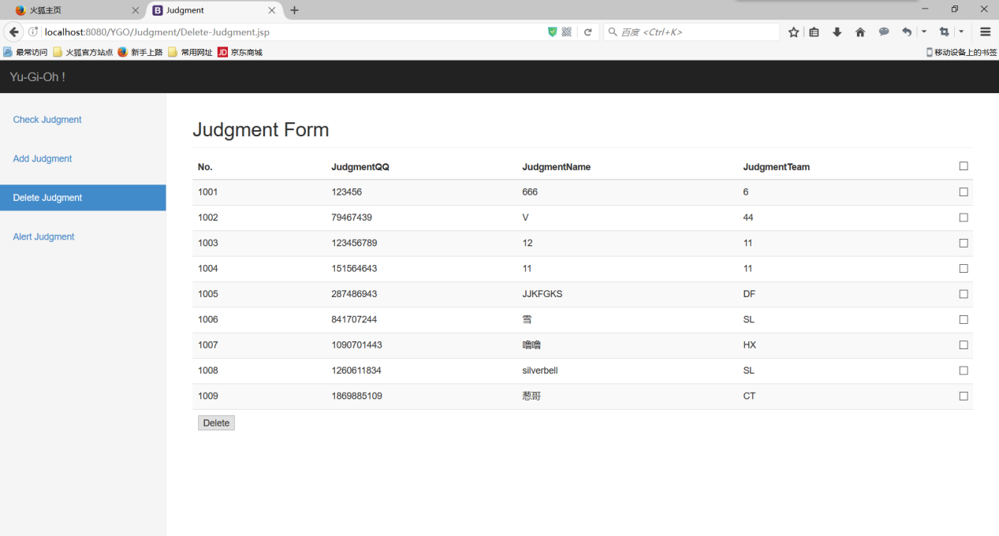 火狐主页 Judgment
localhost:8080/YGO/Judgment/Delete-Judgment.jsp 百度 <Ctrl+K>
最常访问 火狐官方站点 新手上路 常用网址 JD 京东商城 移动设备上的书签
Yu-Gi-Oh !
Check Judgment
Add Judgment
Delete Judgment
Alert Judgment
Judgment Form
No. JudgmentQQ JudgmentName JudgmentTeam
1001 123456 666 6
1002 79467439 V 44
1003 123456789 12 11
1004 151564643 11 11
1005 287486943 JJKFGKS DF
1006 841707244 雪 SL
1007 1090701443 噜噜 HX
1008 1260611834 silverbell SL
1009 1869885109 葱哥 CT
Delete